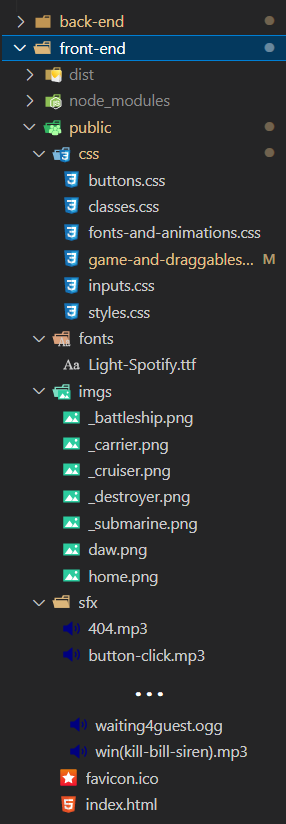 back-end
front-end
dist
node_modules
public
css
buttons.css
classes.css
fonts-and-animations.css
game-and-draggables... M
inputs.css
styles.css
fonts
Aa Light-Spotify.ttf
imgs
_battleship.png
_carrier.png
_cruiser.png
_destroyer.png
_submarine.png
daw.png
home.png
sfx
404.mp3
button-click.mp3
...
waiting4guest.ogg
win(kill-bill-siren).mp3
favicon.ico
index.html